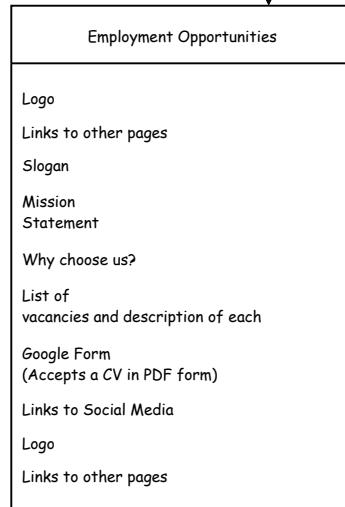 Employment Opportunities
Logo
Links to other pages
Slogan
Mission
Statement
Why choose us?
List of
vacancies and description of each
Google Form
(Accepts a CV in PDF form)
Links to Social Media
Logo
Links to other pages